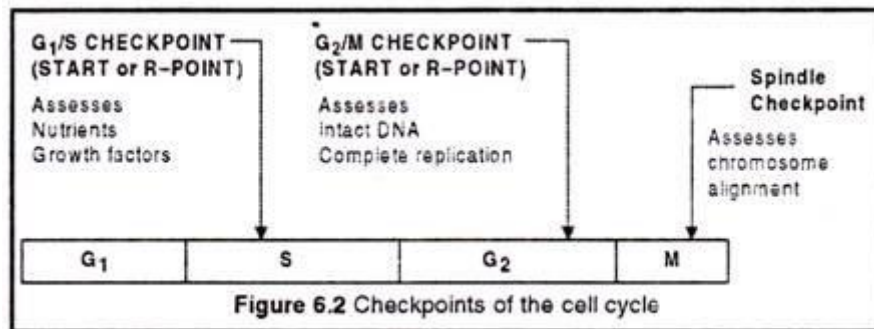 G1/S CHECKPOINT
(START or R–POINT)
Assesses
Nutrients
Growth factors
G2/M CHECKPOINT
(START or R–POINT)
Assesses
intact DNA
Complete replication
Spindle
Checkpoint
Assesses
chromosome
alignment
G1
S
G2
M
Figure 6.2 Checkpoints of the cell cycle